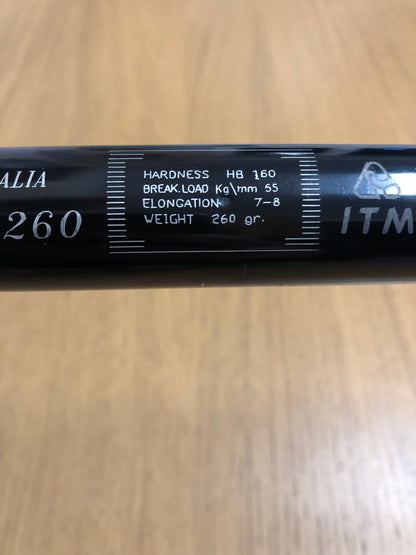 ALIA
260
HARDNESS HB 160
BREAK.LOAD Kg\mm 55
ELONGATION 7-8
WEIGHT 260 gr.
ITM